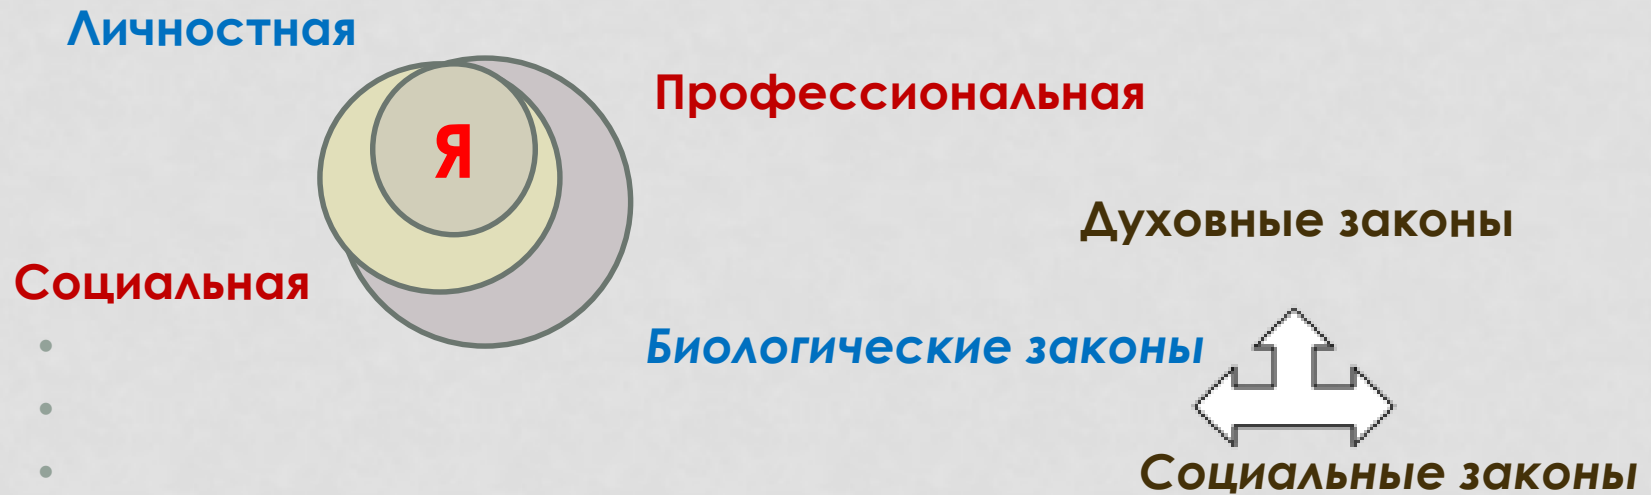 Личностная
Профессиональная
Я
Духовные законы
Социальная
Биологические законы
Социальные законы